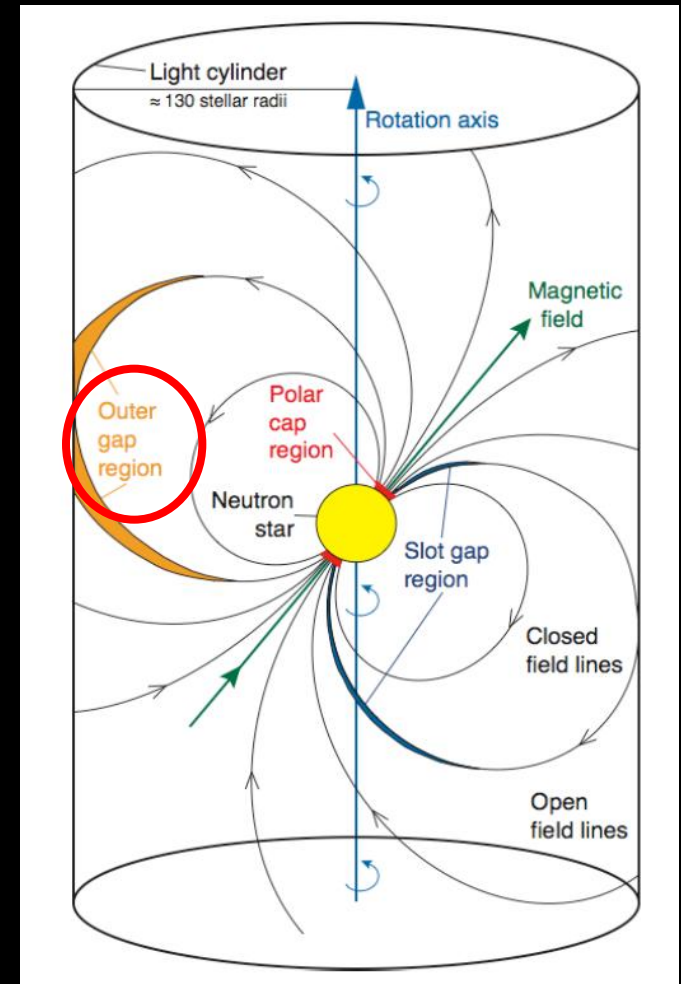 Light cylinder
≈ 130 stellar radii
Rotation axis
Magnetic
field
Outer
gap
region
Polar
cap
region
Neutron
star
Slot gap
region
Closed
field lines
Open
field lines